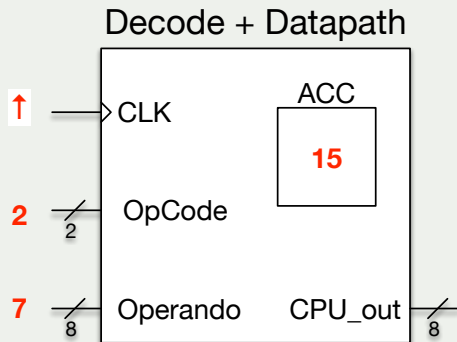 Decode + Datapath
ACC
↑ CLK
15
2 2 OpCode
7 8 Operando CPU_out 8